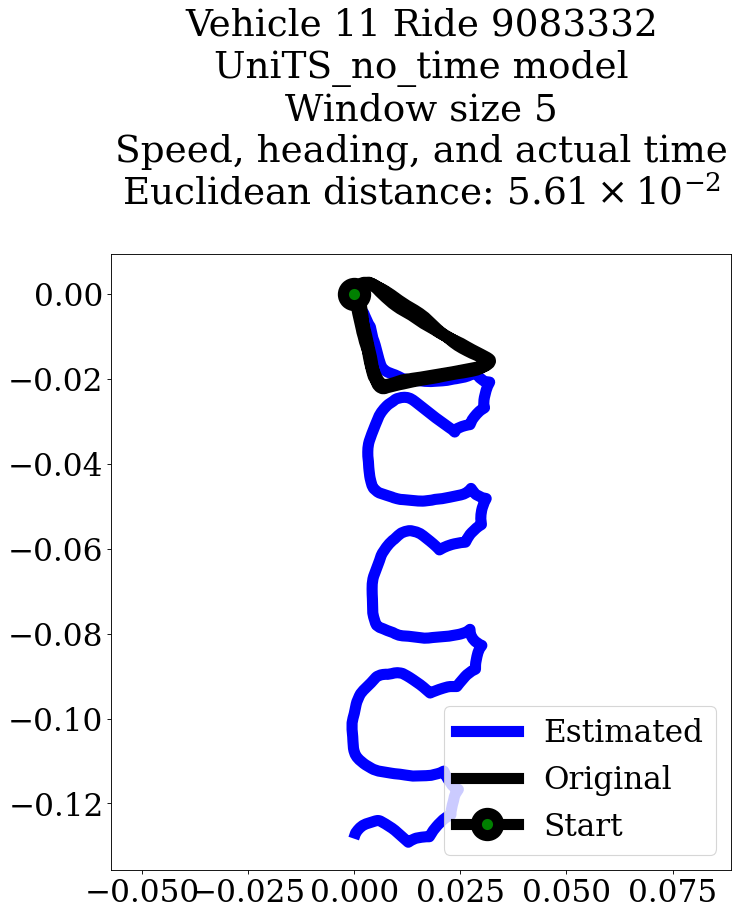 Vehicle 11 Ride 9083332
UniTS_no_time model
Window size 5
Speed, heading, and actual time
Euclidean distance: 5.61 × 10⁻²
0.00
−0.02
−0.04
−0.06
−0.08
−0.10
−0.12
Estimated
Original
Start
−0.050 −0.025 0.000 0.025 0.050 0.075